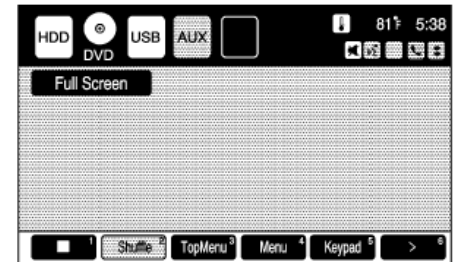 HDD DVD USB AUX 81°F 5:38
Full Screen
1 Shuffle 2 TopMenu 3 Menu 4 Keypad 5 > 6